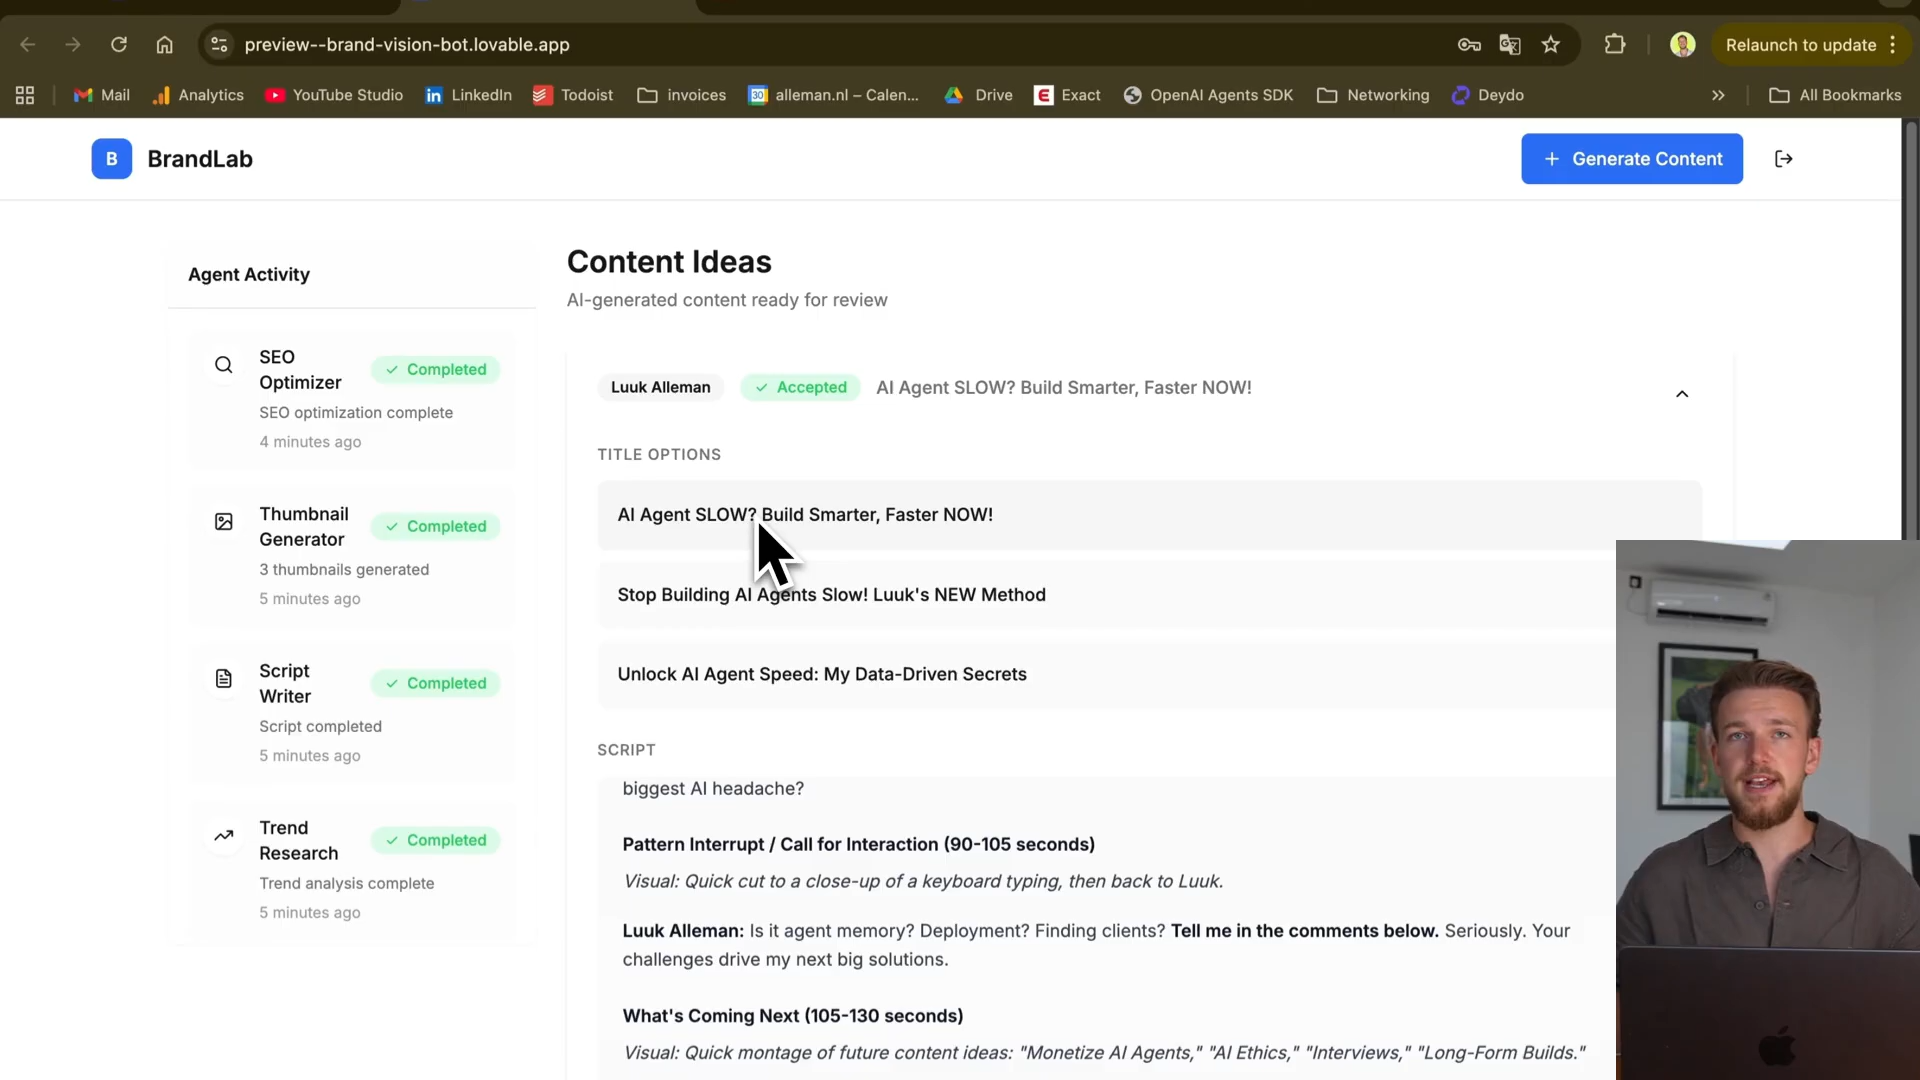 preview--brand-vision-bot.lovable.app
Relaunch to update
Mail
Analytics
YouTube Studio
LinkedIn
Todoist
invoices
30
alleman.nl – Calen...
Drive
Exact
OpenAI Agents SDK
Networking
Deydo
All Bookmarks
B
BrandLab
+ Generate Content
Agent Activity
SEO
Optimizer
Completed
SEO optimization complete
4 minutes ago
Thumbnail
Generator
Completed
3 thumbnails generated
5 minutes ago
Script
Writer
Completed
Script completed
5 minutes ago
Trend
Research
Completed
Trend analysis complete
5 minutes ago
Content Ideas
AI-generated content ready for review
Luuk Alleman
Accepted
AI Agent SLOW? Build Smarter, Faster NOW!
TITLE OPTIONS
AI Agent SLOW? Build Smarter, Faster NOW!
Stop Building AI Agents Slow! Luuk's NEW Method
Unlock AI Agent Speed: My Data-Driven Secrets
SCRIPT
biggest AI headache?
Pattern Interrupt / Call for Interaction (90-105 seconds)
Visual: Quick cut to a close-up of a keyboard typing, then back to Luuk.
Luuk Alleman: Is it agent memory? Deployment? Finding clients? Tell me in the comments below. Seriously. Your
challenges drive my next big solutions.
What's Coming Next (105-130 seconds)
Visual: Quick montage of future content ideas: "Monetize AI Agents," "AI Ethics," "Interviews," "Long-Form Builds."